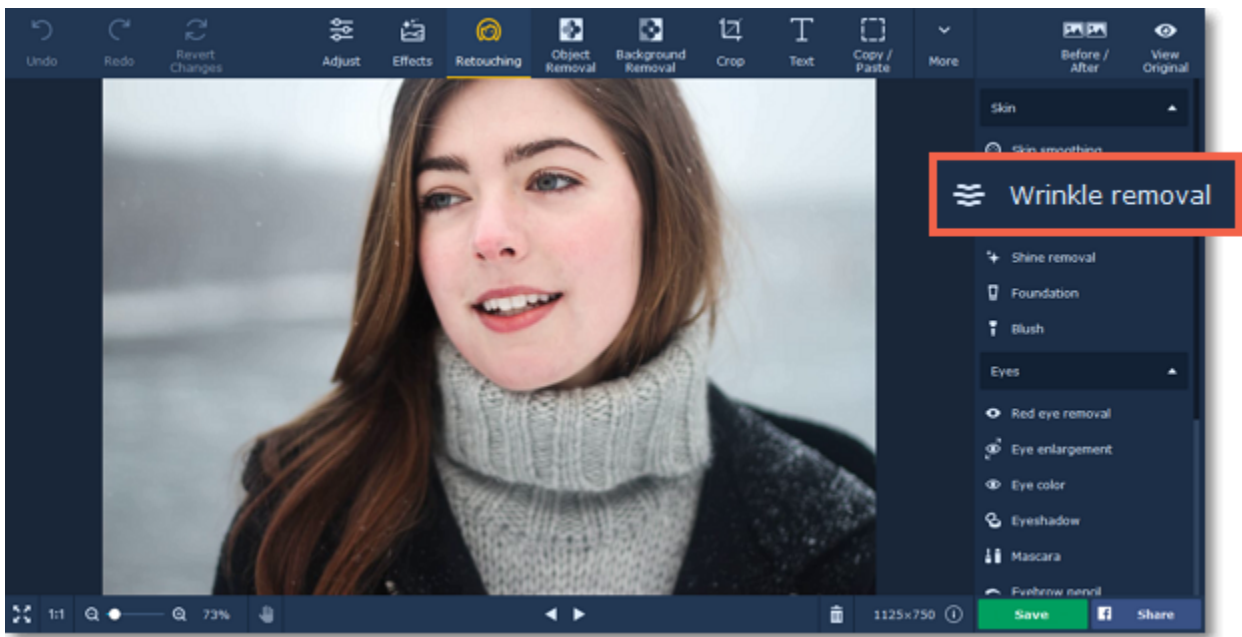 Undo
Redo
Revert
Changes
Adjust
Effects
Retouching
Object
Removal
Background
Removal
Crop
Text
Copy /
Paste
More
Before /
After
View
Original
Skin
Skin smoothing
Wrinkle removal
Shine removal
Foundation
Blush
Eyes
Red eye removal
Eye enlargement
Eye color
Eyeshadow
Mascara
Eyebrow pencil
1:1
73%
1125×750
Save
Share